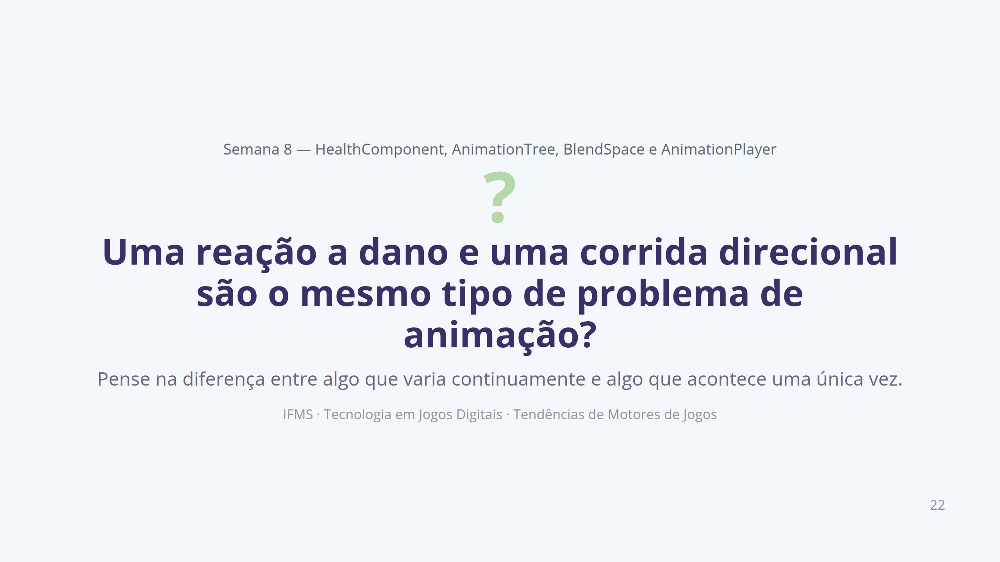 Semana 8 — HealthComponent, AnimationTree, BlendSpace e AnimationPlayer
?
Uma reação a dano e uma corrida direcional
são o mesmo tipo de problema de
animação?
Pense na diferença entre algo que varia continuamente e algo que acontece uma única vez.
IFMS · Tecnologia em Jogos Digitais · Tendências de Motores de Jogos
22